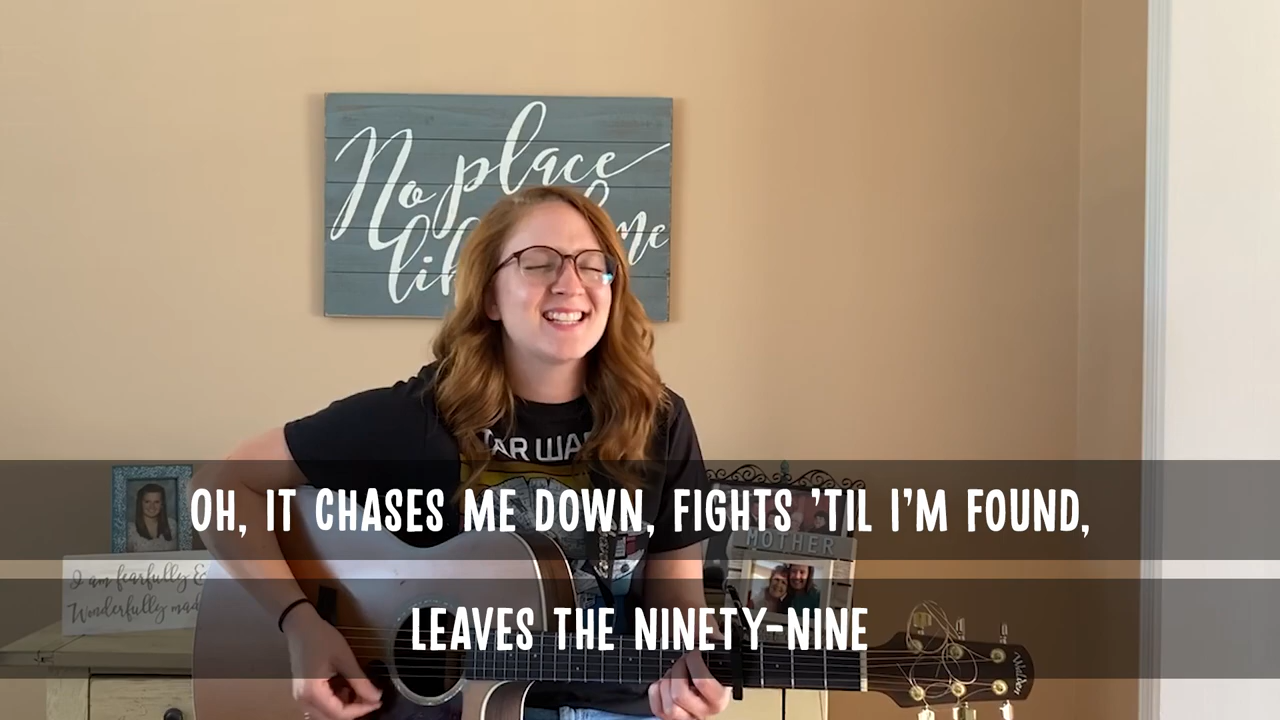 No place
OH, IT CHASES ME DOWN, FIGHTS ’TIL I’M FOUND,
MOTHER
I am fearfully &
Wonderfully
LEAVES THE NINETY-NINE